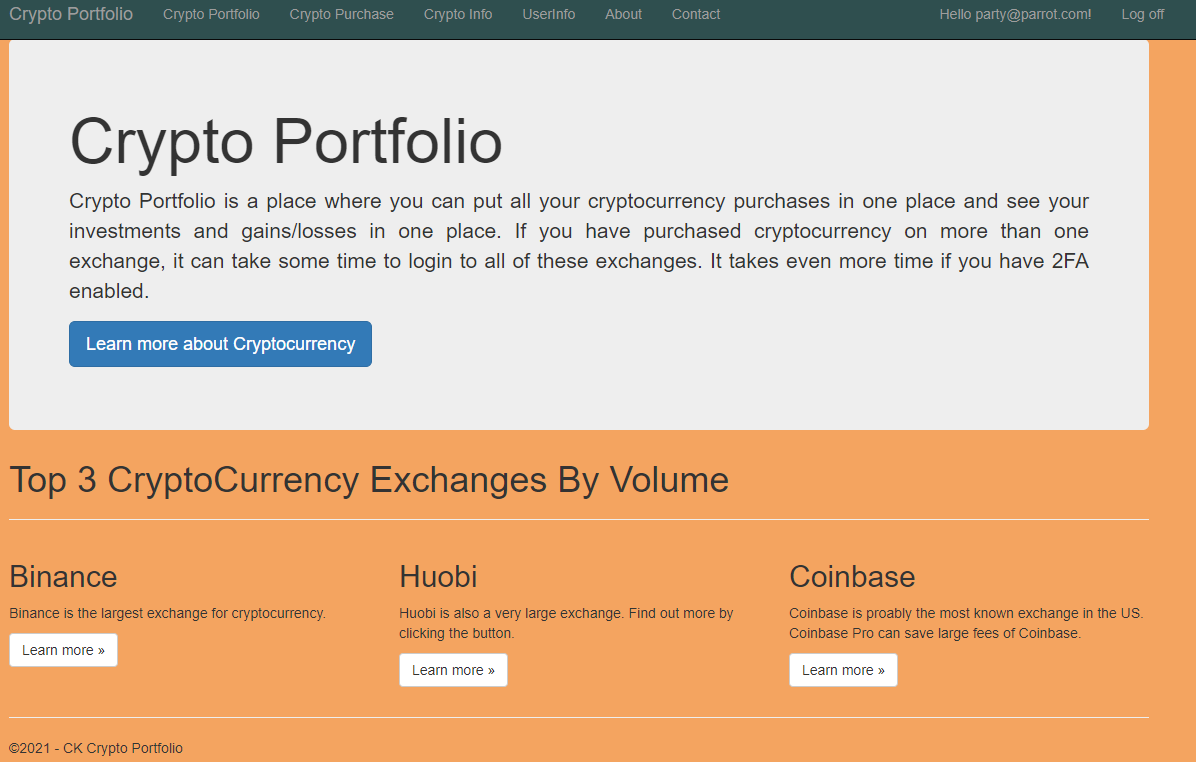 Crypto Portfolio Crypto Portfolio Crypto Purchase Crypto Info UserInfo About Contact Hello party@parrot.com! Log off
Crypto Portfolio
Crypto Portfolio is a place where you can put all your cryptocurrency purchases in one place and see your
investments and gains/losses in one place. If you have purchased cryptocurrency on more than one
exchange, it can take some time to login to all of these exchanges. It takes even more time if you have 2FA
enabled.
Learn more about Cryptocurrency
Top 3 CryptoCurrency Exchanges By Volume
Binance
Binance is the largest exchange for cryptocurrency.
Learn more »
Huobi
Huobi is also a very large exchange. Find out more by
clicking the button.
Learn more »
Coinbase
Coinbase is proably the most known exchange in the US.
Coinbase Pro can save large fees of Coinbase.
Learn more »
©2021 - CK Crypto Portfolio